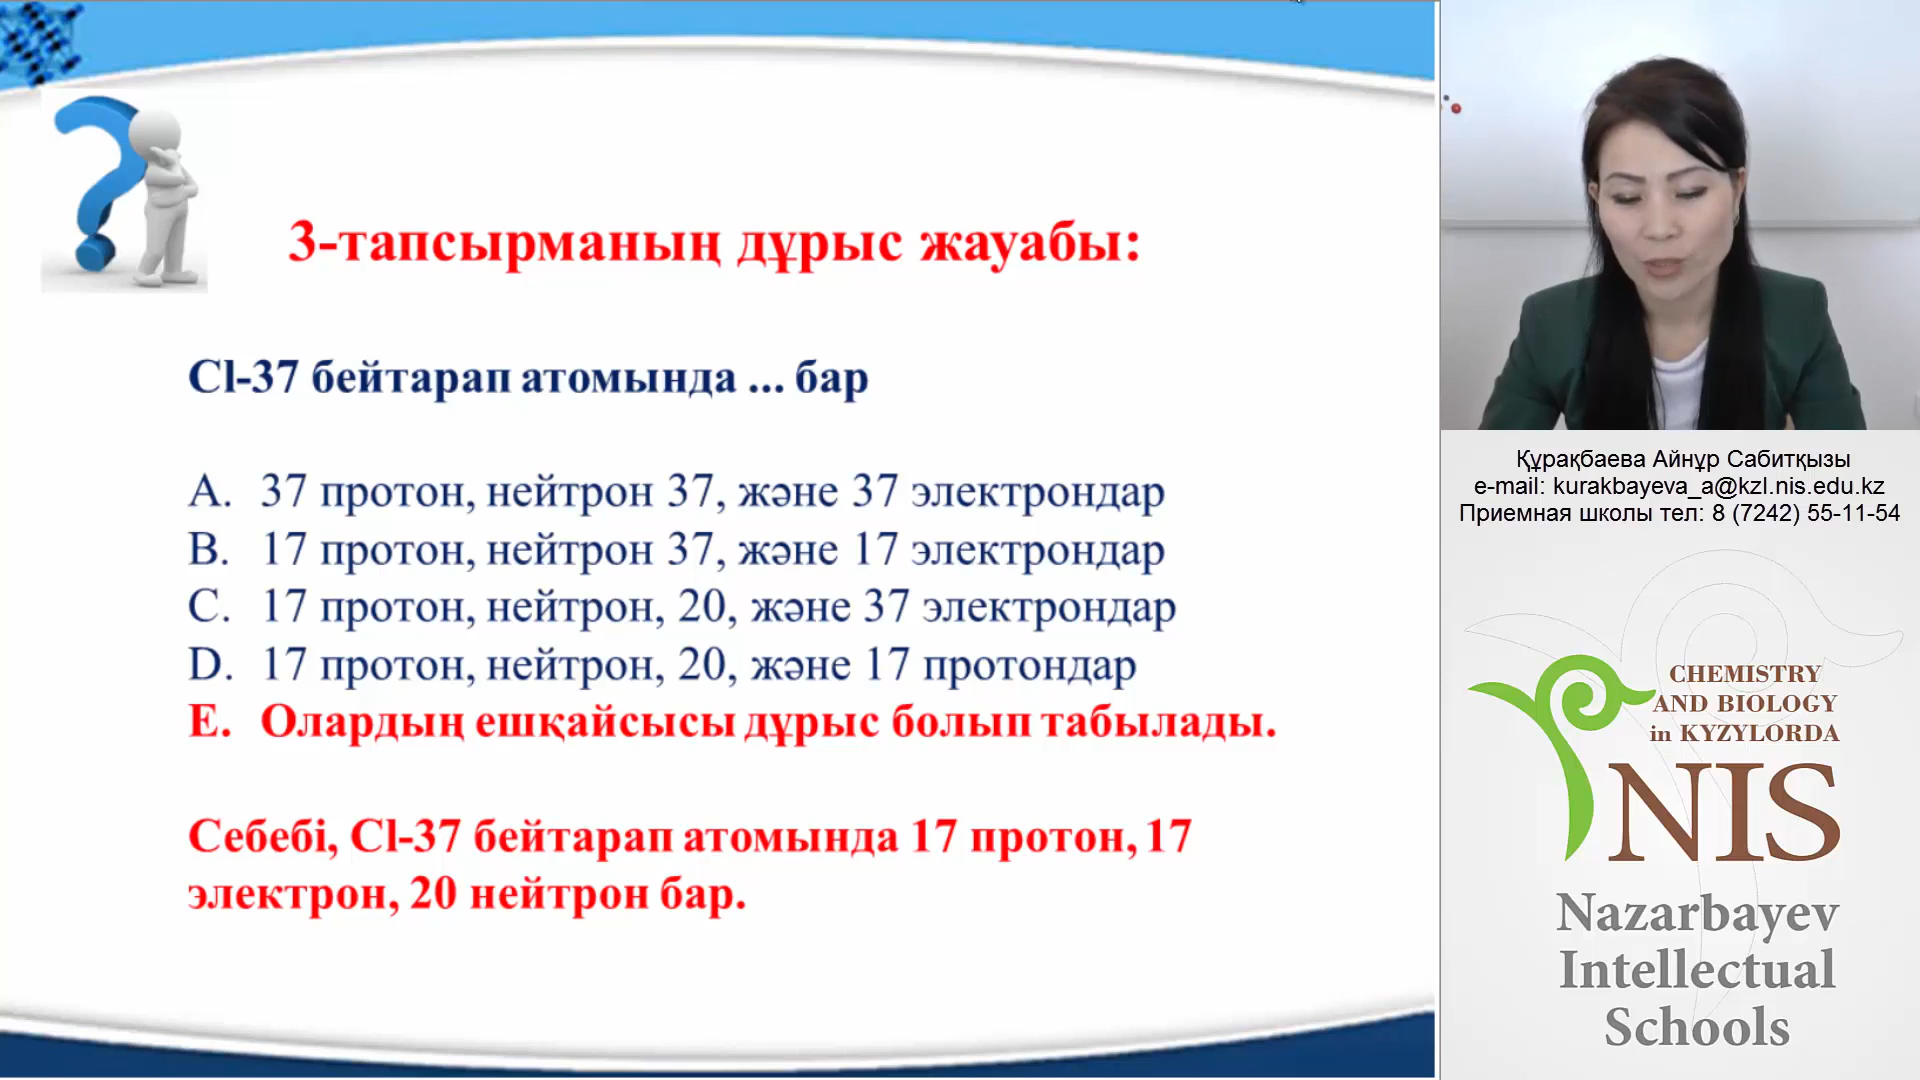 3-тапсырманың дұрыс жауабы:
Cl-37 бейтарап атомында ... бар
A. 37 протон, нейтрон 37, және 37 электрондар
B. 17 протон, нейтрон 37, және 17 электрондар
C. 17 протон, нейтрон, 20, және 37 электрондар
D. 17 протон, нейтрон, 20, және 17 протондар
E. Олардың ешқайсысы дұрыс болып табылады.
Себебі, Cl-37 бейтарап атомында 17 протон, 17
электрон, 20 нейтрон бар.
Құрақбаева Айнұр Сабитқызы
e-mail: kurakbayeva_a@kzl.nis.edu.kz
Приемная школы тел: 8 (7242) 55-11-54
CHEMISTRY
AND BIOLOGY
in KYZYLORDA
NIS
Nazarbayev
Intellectual
Schools